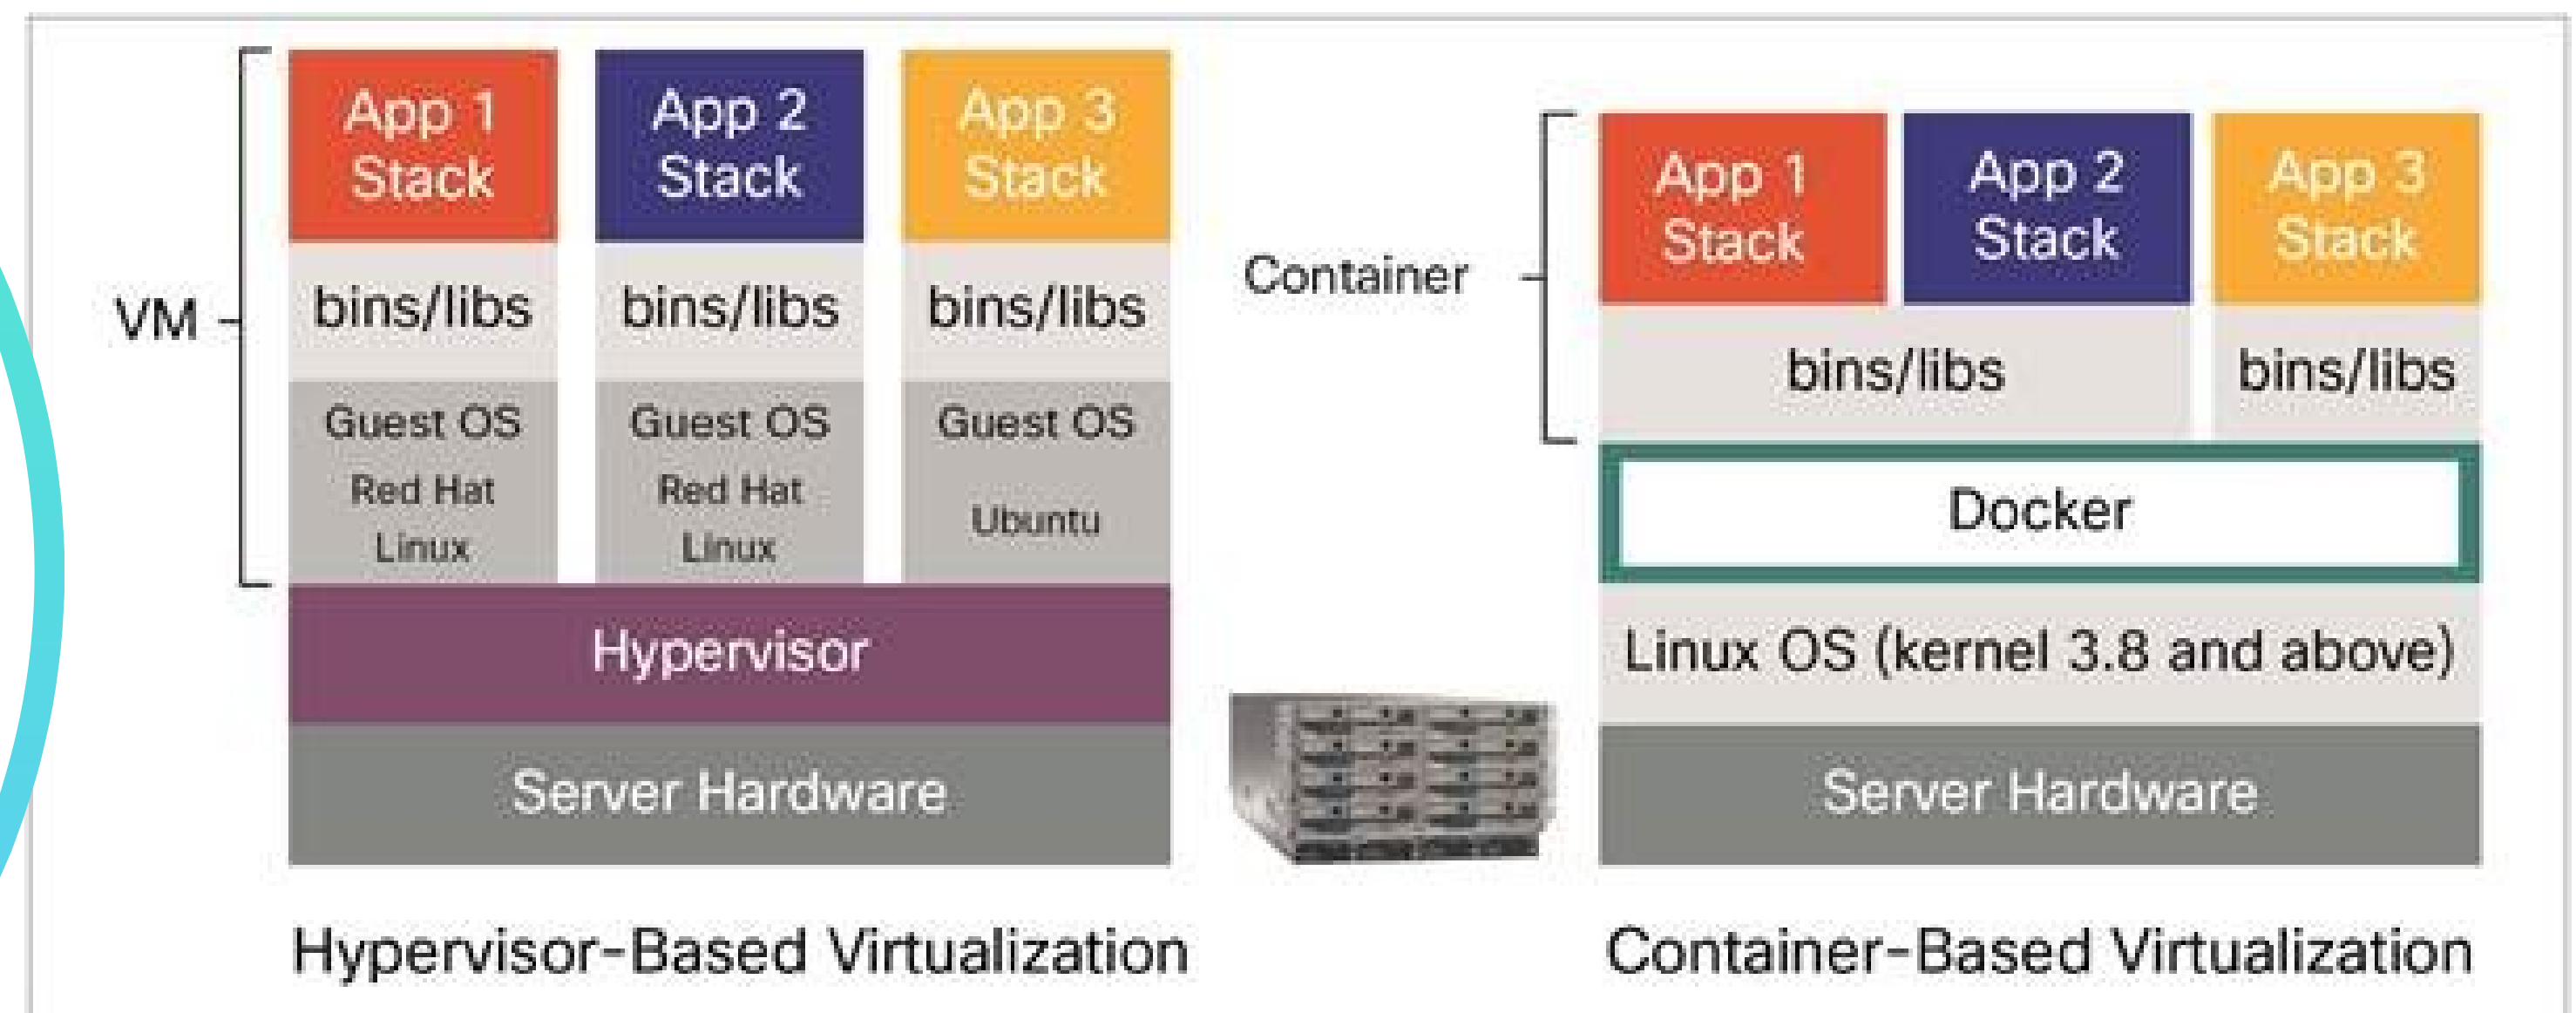 VM
App 1
Stack
App 2
Stack
App 3
Stack
bins/libs
bins/libs
bins/libs
Guest OS
Red Hat
Linux
Guest OS
Red Hat
Linux
Guest OS
Ubuntu
Hypervisor
Server Hardware
Hypervisor-Based Virtualization
Container
App 1
Stack
App 2
Stack
App 3
Stack
bins/libs
bins/libs
Docker
Linux OS (kernel 3.8 and above)
Server Hardware
Container-Based Virtualization